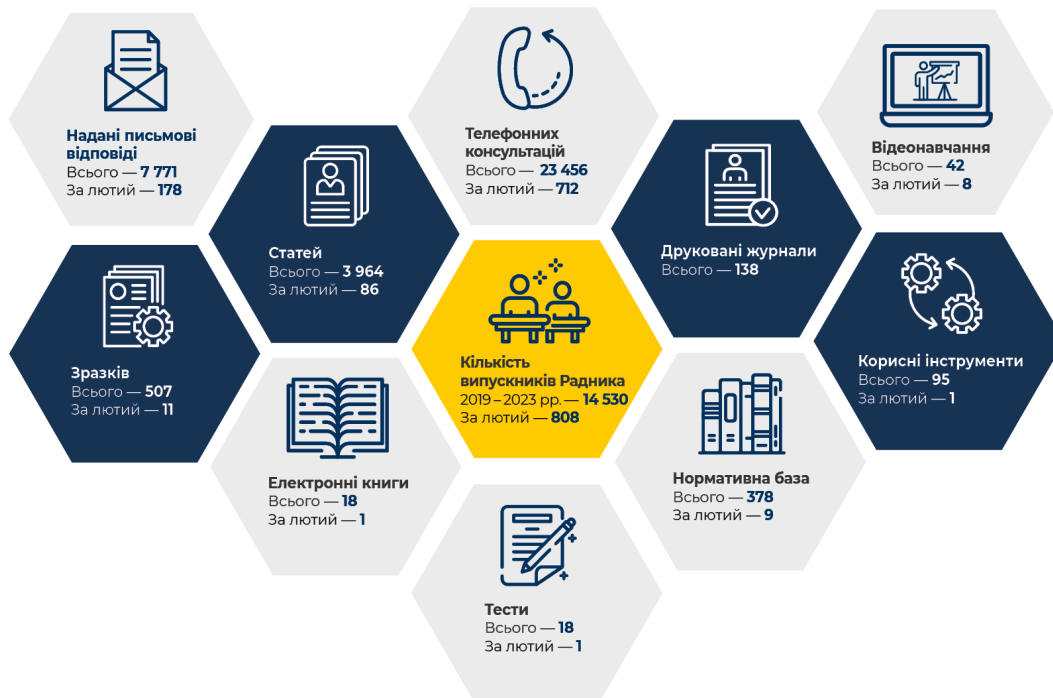 Надані письмові
відповіді
Всього — 7 771
За лютий — 178
Телефонних
консультацій
Всього — 23 456
За лютий — 712
Відеонавчання
Всього — 42
За лютий — 8
Статей
Всього — 3 964
За лютий — 86
Друковані журнали
Всього — 138
Зразків
Всього — 507
За лютий — 11
Кількість
випускників Радника
2019 – 2023 рр. — 14 530
За лютий — 808
Корисні інструменти
Всього — 95
За лютий — 1
Електронні книги
Всього — 18
За лютий — 1
Нормативна база
Всього — 378
За лютий — 9
Тести
Всього — 18
За лютий — 1